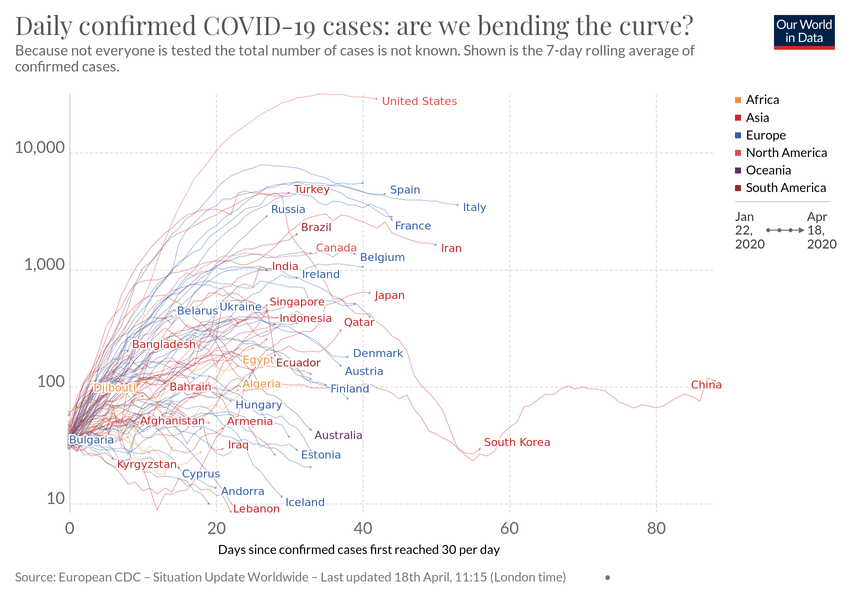 Daily confirmed COVID-19 cases: are we bending the curve?
Because not everyone is tested the total number of cases is not known. Shown is the 7-day rolling average of
confirmed cases.
Our World
in Data
United States
10,000
Turkey
Spain
Russia
Italy
Brazil
France
Canada
Iran
Belgium
1,000
India
Ireland
Japan
Belarus
Ukraine
Singapore
Indonesia
Qatar
Bangladesh
Denmark
Egypt
Ecuador
Austria
100
Djibouti
Bahrain
Algeria
Finland
China
Hungary
Afghanistan
Armenia
Australia
Bulgaria
Iraq
South Korea
Estonia
Kyrgyzstan
Cyprus
Andorra
10
Iceland
Lebanon
0
20
40
60
80
Days since confirmed cases first reached 30 per day
Africa
Asia
Europe
North America
Oceania
South America
Jan
22,
2020
Apr
18,
2020
Source: European CDC – Situation Update Worldwide – Last updated 18th April, 11:15 (London time)